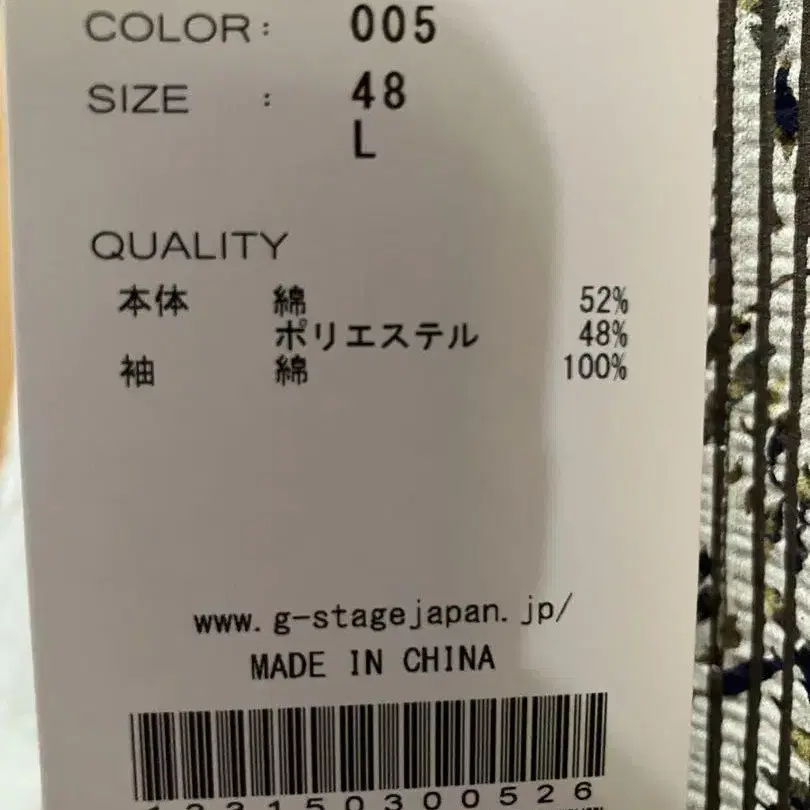 COLOR: 005
SIZE : 48
L
QUALITY
本体 綿 52%
ポリエステル 48%
袖 綿 100%
www.g-stagejapan.jp/
MADE IN CHINA